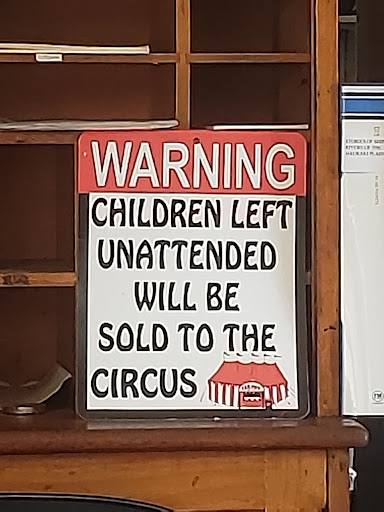 WARNING
CHILDREN LEFT
UNATTENDED
WILL BE
SOLD TO THE
CIRCUS